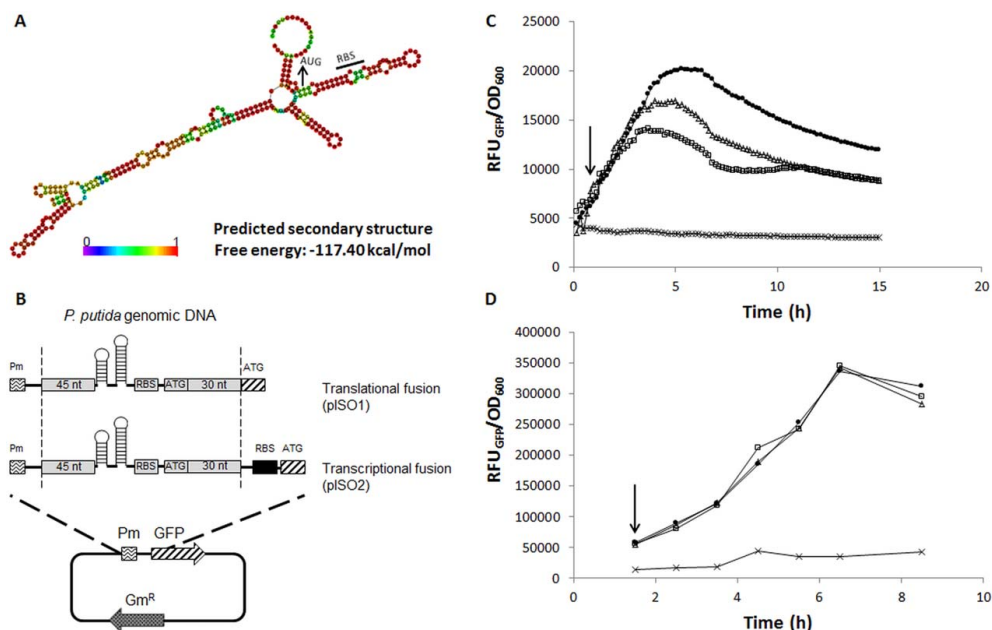 A
AUG
RBS
0
1
Predicted secondary structure
Free energy: -117.40 kcal/mol
B
P. putida genomic DNA
Pm
45 nt
RBS
ATG
30 nt
ATG
Translational fusion
(pISO1)
Pm
45 nt
RBS
ATG
30 nt
RBS
ATG
Transcriptional fusion
(pISO2)
Pm
GFP
GmR
C
RFUGFP/OD600
25000
20000
15000
10000
5000
0
0
5
10
15
20
Time (h)
D
RFUGFP/OD600
400000
350000
300000
250000
200000
150000
100000
50000
0
0
2
4
6
8
10
Time (h)